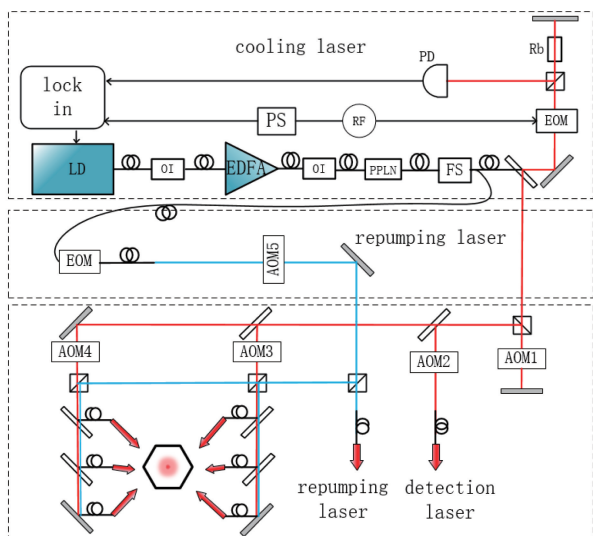 cooling laser
PD
Rb
lock
in
PS
RF
EOM
LD
OI
EDFA
OI
PPLN
FS
repumping laser
EOM
AOM5
AOM4
AOM3
AOM2
AOM1
repumping
laser
detection
laser